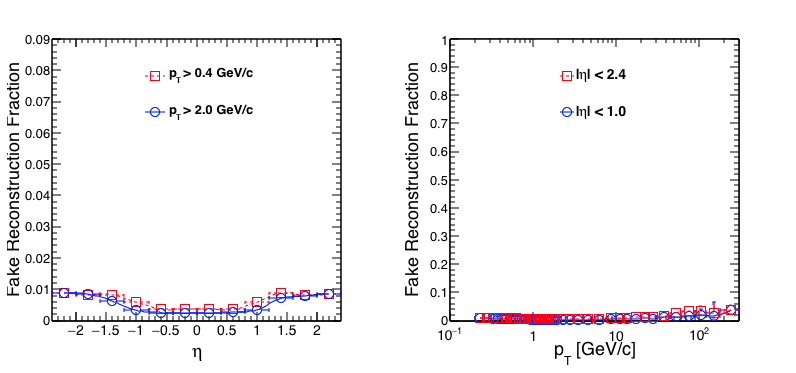 Fake Reconstruction Fraction
0.09
0.08
0.07
0.06
0.05
0.04
0.03
0.02
0.01
0
p_T > 0.4 GeV/c
p_T > 2.0 GeV/c
−2 −1.5 −1 −0.5 0 0.5 1 1.5 2
η
Fake Reconstruction Fraction
1
0.9
0.8
0.7
0.6
0.5
0.4
0.3
0.2
0.1
0
|η| < 2.4
|η| < 1.0
10⁻¹ 1 10 10²
p_T [GeV/c]